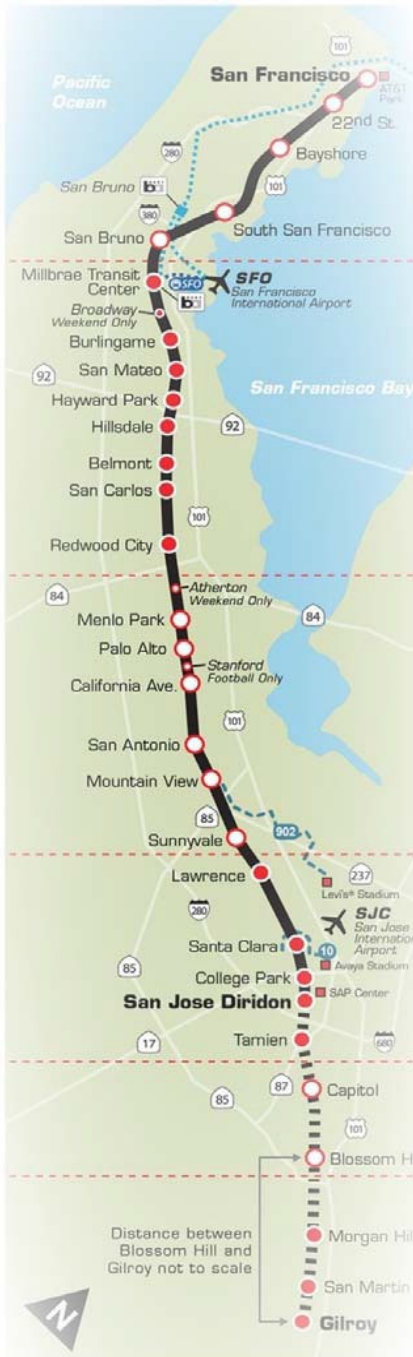 101
San Francisco
AT&T
Park
Pacific
Ocean
22nd St.
280
Bayshore
San Bruno
101
380
South San Francisco
San Bruno
Millbrae Transit
Center
SFO
SFO
San Francisco
International Airport
Broadway
Weekend Only
Burlingame
San Mateo
92
San Francisco Bay
Hayward Park
Hillsdale
92
Belmont
San Carlos
101
Redwood City
Atherton
Weekend Only
84
Menlo Park
84
Palo Alto
Stanford
Football Only
California Ave.
101
San Antonio
Mountain View
85
902
Sunnyvale
Lawrence
237
Levi's® Stadium
280
SJC
San Jose
Internationa
Airport
Santa Clara
10
85
Avaya Stadium
College Park
SAP Center
San Jose Diridon
Tamien
17
680
87
Capitol
85
101
Blossom H
Distance between
Blossom Hill and
Gilroy not to scale
Morgan Hil
San Martin
N
Gilroy